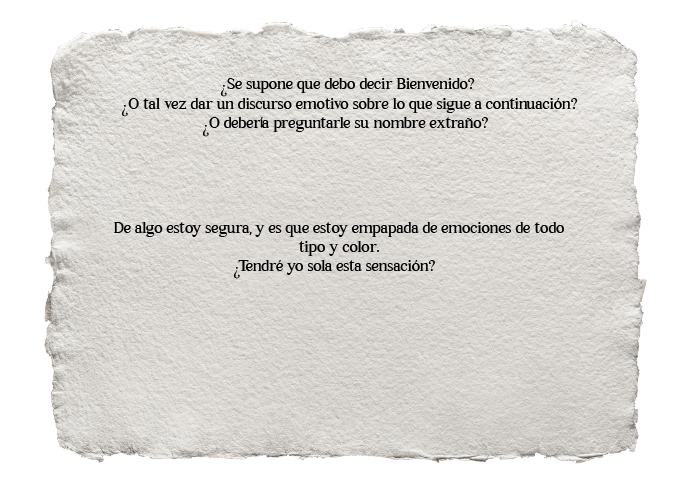 ¿Se supone que debo decir Bienvenido?
¿O tal vez dar un discurso emotivo sobre lo que sigue a continuación?
¿O debería preguntarle su nombre extraño?
De algo estoy segura, y es que estoy empapada de emociones de todo
tipo y color.
¿Tendré yo sola esta sensación?